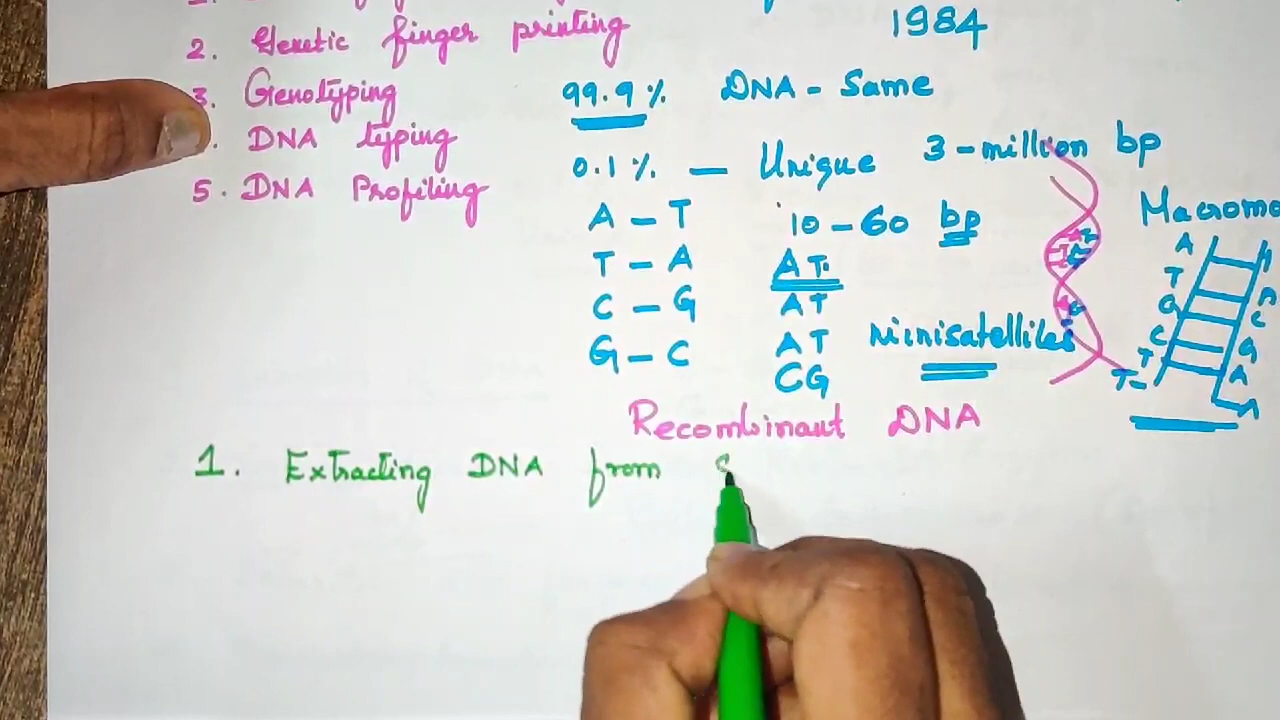 1984
2. Genetic finger printing
3. Genotyping
99.9% DNA - Same
DNA typing
0.1% — Unique 3-million bp
5. DNA Profiling
A - T 10 - 60 bp
T - A AT
C - G AT
G - C AT Minisatellites
CG
A
T
G C
C G
T A
T-
Recombinant DNA
1. Extracting DNA from